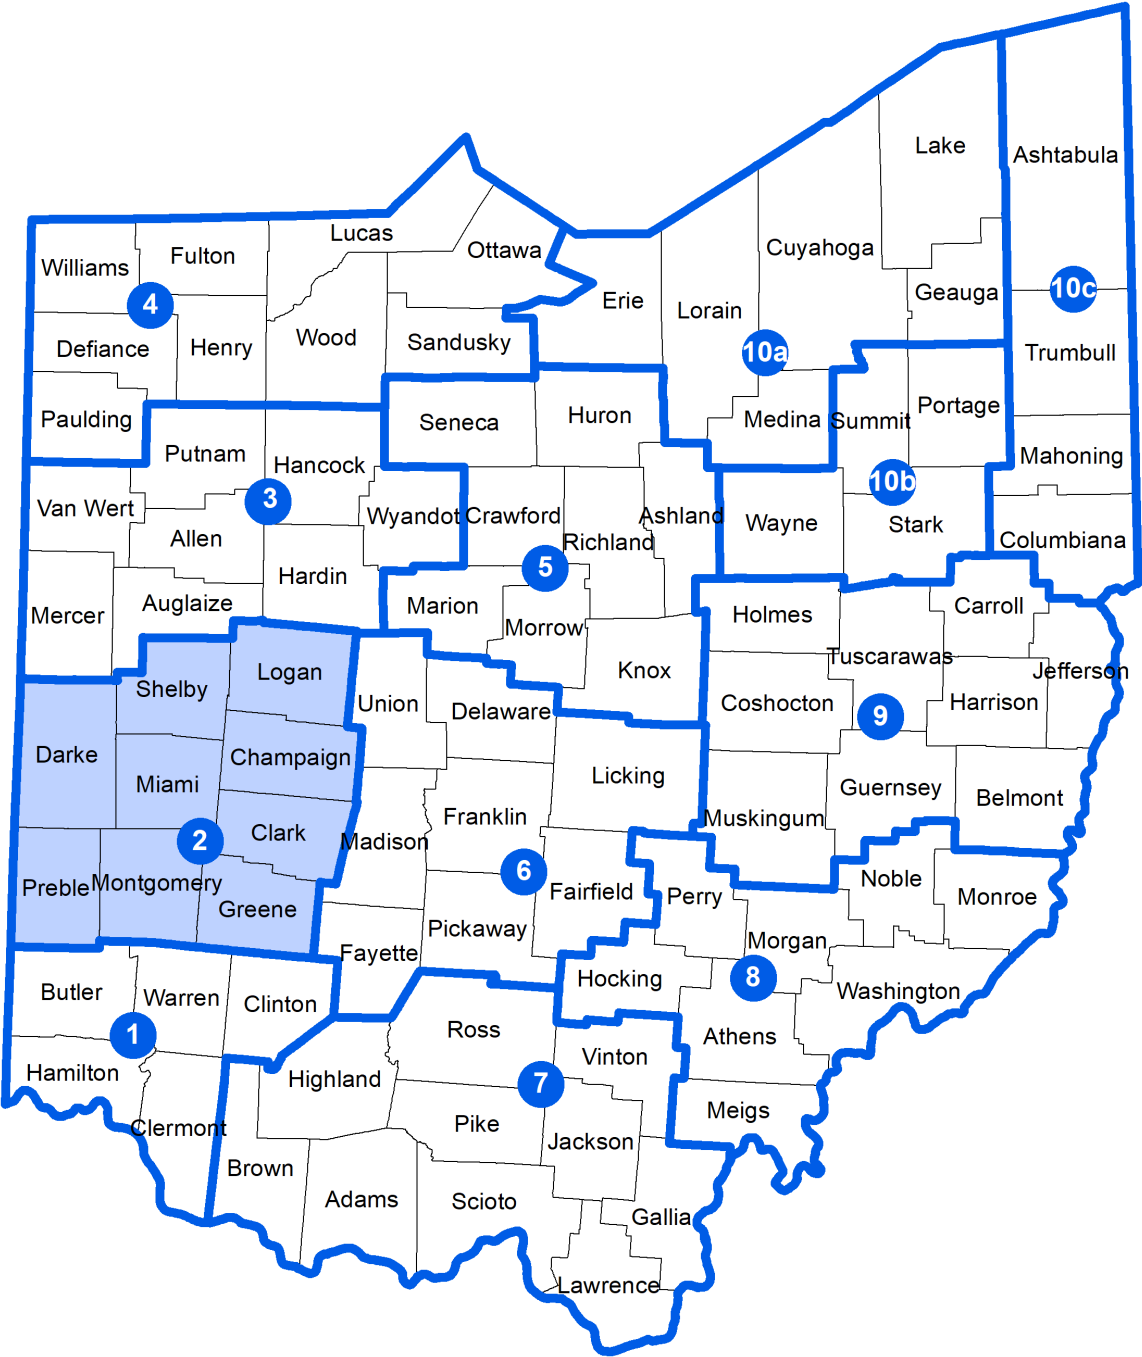 Lake
Ashtabula
Lucas
Ottawa
Cuyahoga
Fulton
Williams
4
10c
Geauga
Erie
Lorain
Wood
Sandusky
Henry
Defiance
10a
Trumbull
Paulding
Seneca
Huron
Medina
Summit
Portage
Putnam
Hancock
Mahoning
10b
3
Van Wert
Wyandot
Crawford
Ashland
Wayne
Stark
Allen
Richland
Columbiana
5
Hardin
Auglaize
Marion
Mercer
Morrow
Holmes
Carroll
Tuscarawas
Logan
Knox
Jefferson
Shelby
Union
Delaware
Coshocton
9
Harrison
Darke
Champaign
Miami
Licking
Guernsey
Belmont
Franklin
Muskingum
Clark
2
Madison
6
Preble
Montgomery
Fairfield
Perry
Noble
Monroe
Greene
Pickaway
Morgan
Fayette
8
Hocking
Washington
Butler
Warren
Clinton
1
Ross
Athens
Vinton
Hamilton
Highland
7
Meigs
Clermont
Pike
Jackson
Brown
Adams
Scioto
Gallia
Lawrence